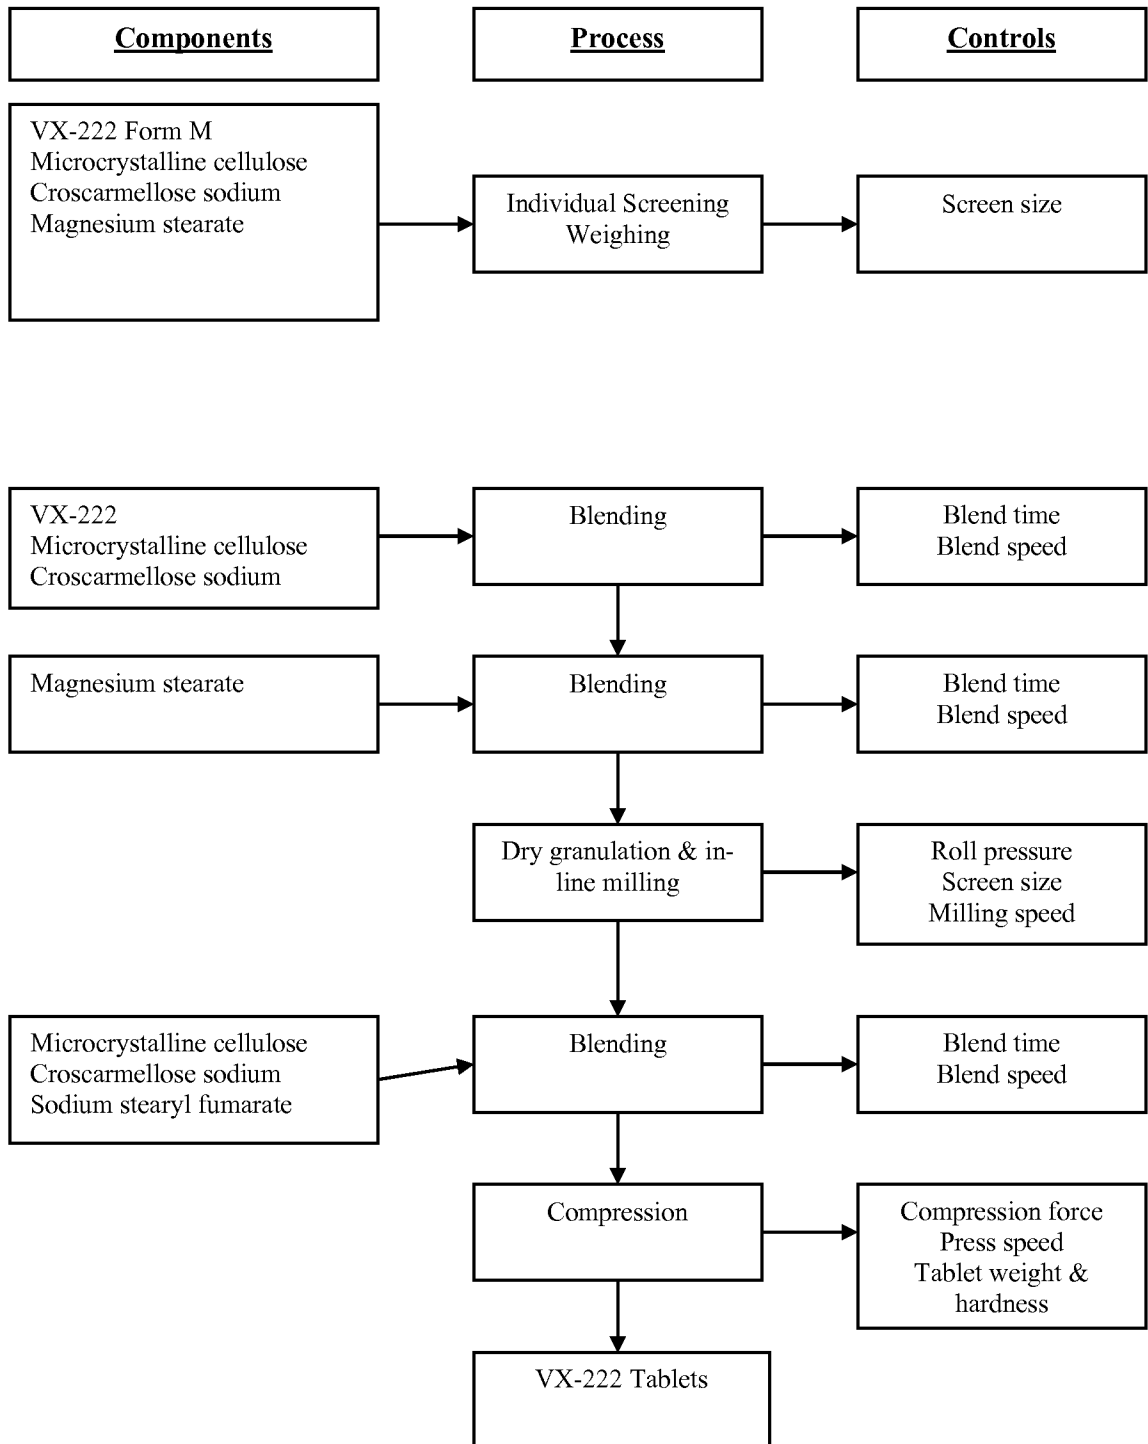 Components
Process
Controls
VX-222 Form M
Microcrystalline cellulose
Croscarmellose sodium
Magnesium stearate
Individual Screening
Weighing
Screen size
VX-222
Microcrystalline cellulose
Croscarmellose sodium
Blending
Blend time
Blend speed
Magnesium stearate
Blending
Blend time
Blend speed
Dry granulation & in-
line milling
Roll pressure
Screen size
Milling speed
Microcrystalline cellulose
Croscarmellose sodium
Sodium stearyl fumarate
Blending
Blend time
Blend speed
Compression
Compression force
Press speed
Tablet weight &
hardness
VX-222 Tablets